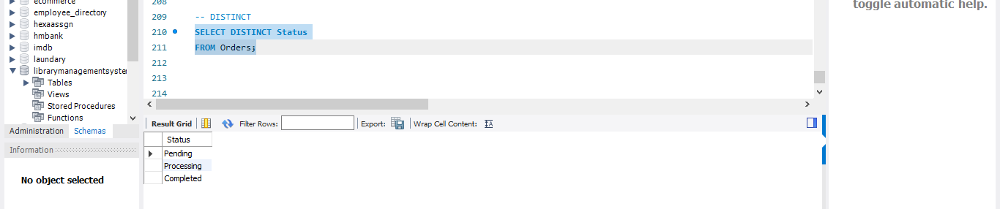 ecommerce
employee_directory
hexaassgn
hmbank
imdb
laundary
librarymanagementsyste
Tables
Views
Stored Procedures
Functions
Administration Schemas
Information
No object selected
208
209 -- DISTINCT
210 SELECT DISTINCT Status
211 FROM Orders;
212
213
214
Result Grid Filter Rows: Export: Wrap Cell Content:
Status
Pending
Processing
Completed
toggle automatic help.